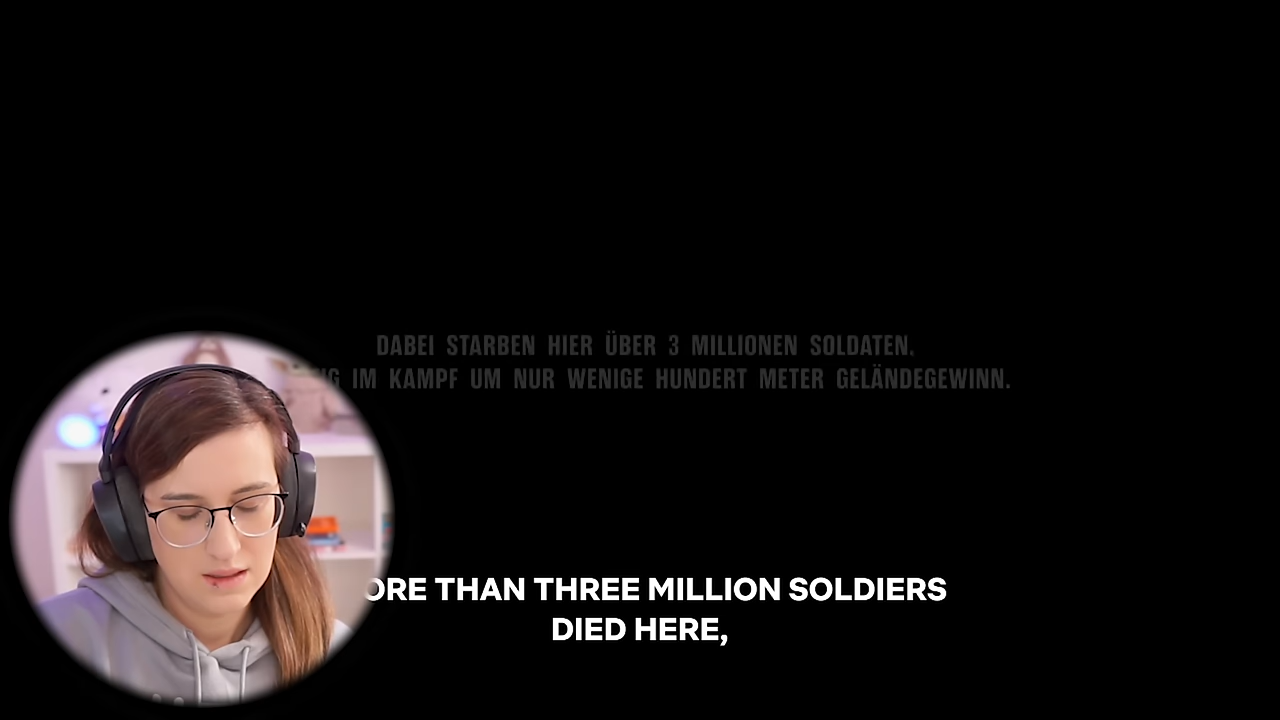 DABEI STARBEN HIER ÜBER 3 MILLIONEN SOLDATEN.
IM KAMPF UM NUR WENIGE HUNDERT METER GELÄNDEGEWINN.
THAN THREE MILLION SOLDIERS
DIED HERE,